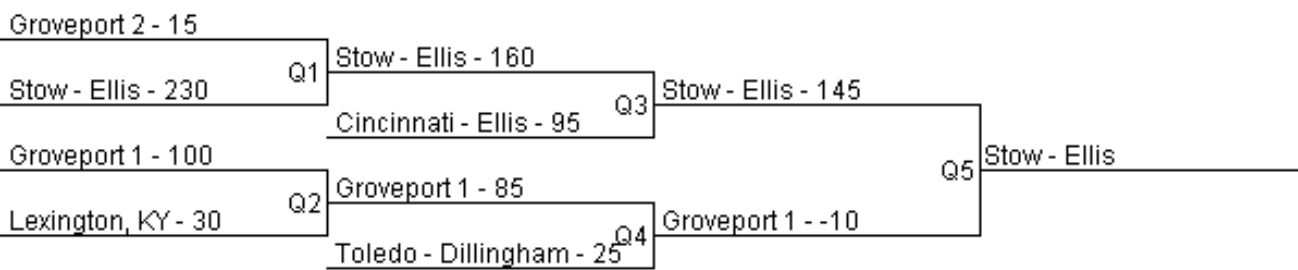 Groveport 2 - 15
Stow - Ellis - 160
Q1
Stow - Ellis - 230
Stow - Ellis - 145
Q3
Cincinnati - Ellis - 95
Groveport 1 - 100
Stow - Ellis
Q5
Groveport 1 - 85
Q2
Lexington, KY - 30
Groveport 1 - -10
Q4
Toledo - Dillingham - 25